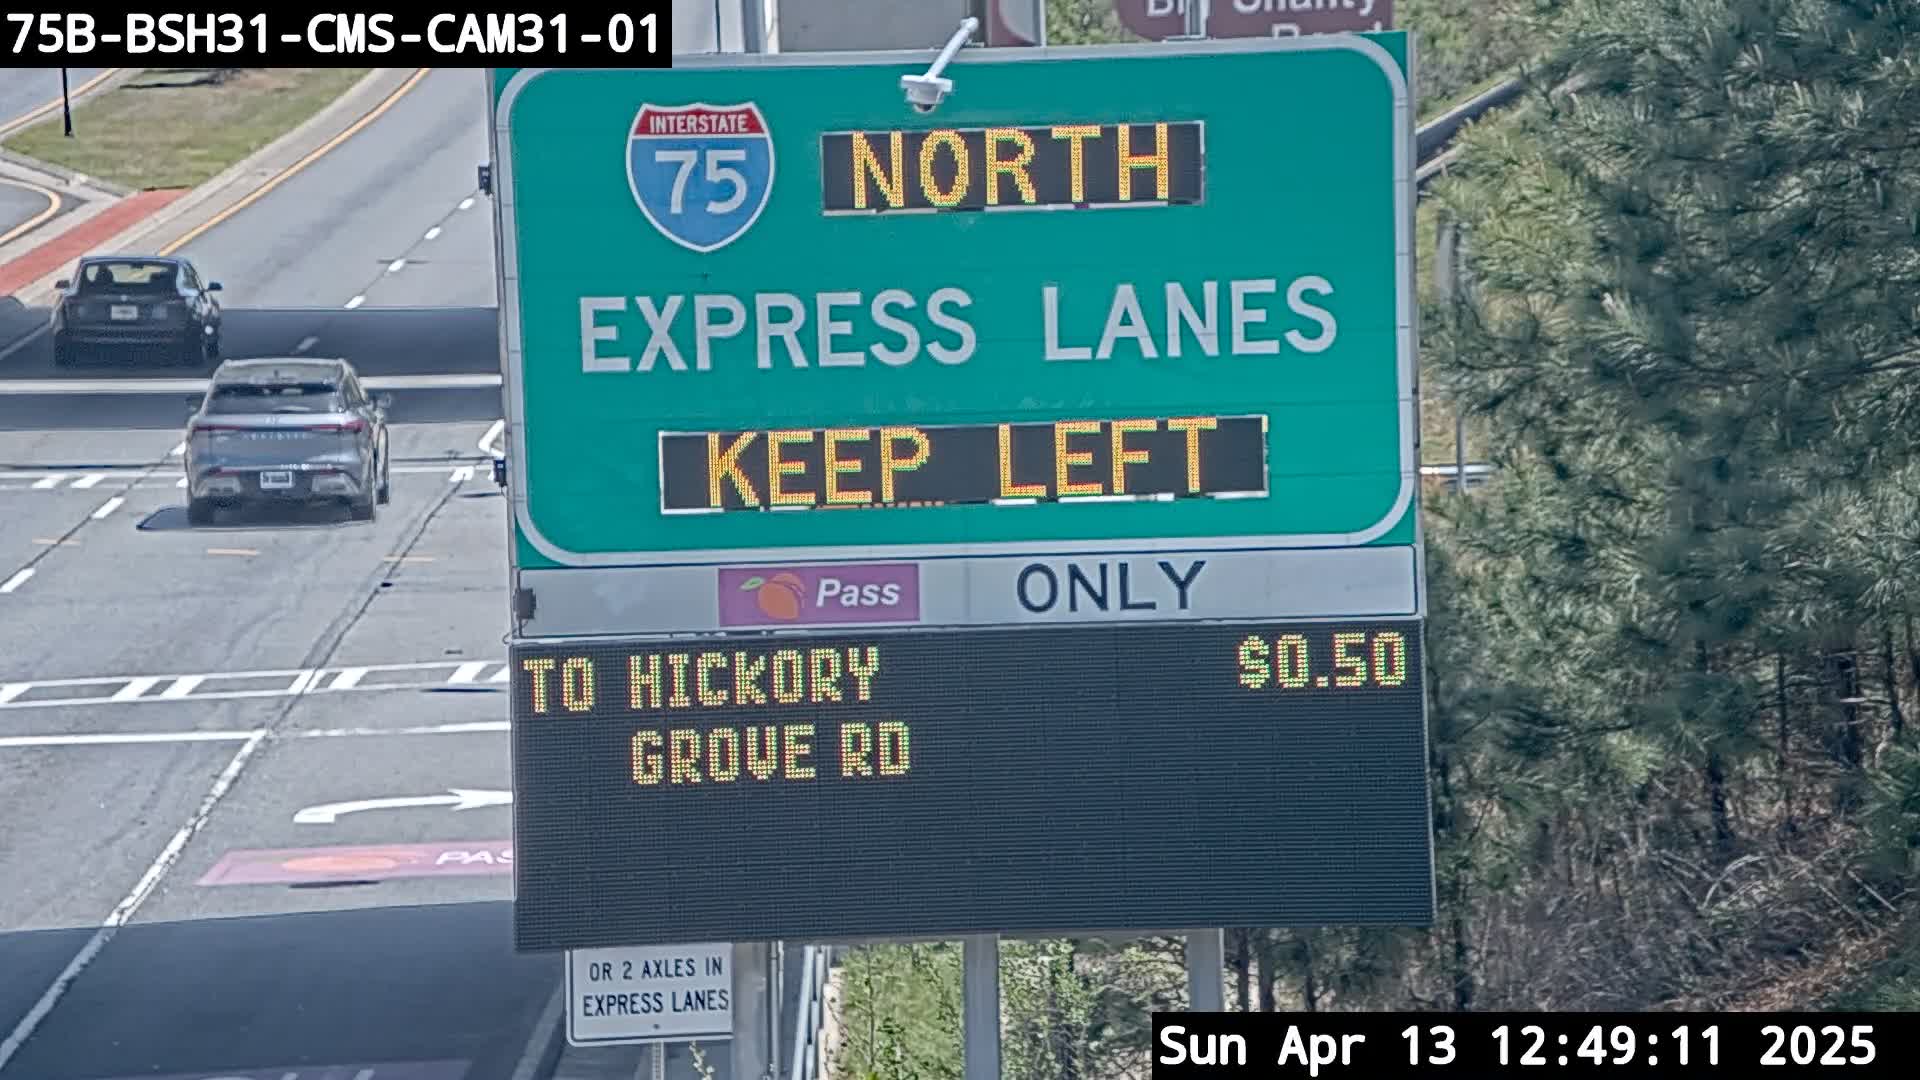 75B-BSH31-CMS-CAM31-01
Shanty
INTERSTATE
75
NORTH
EXPRESS LANES
KEEP LEFT
Pass
ONLY
TO HICKORY $0.50
GROVE RD
OR 2 AXLES IN
EXPRESS LANES
Sun Apr 13 12:49:11 2025